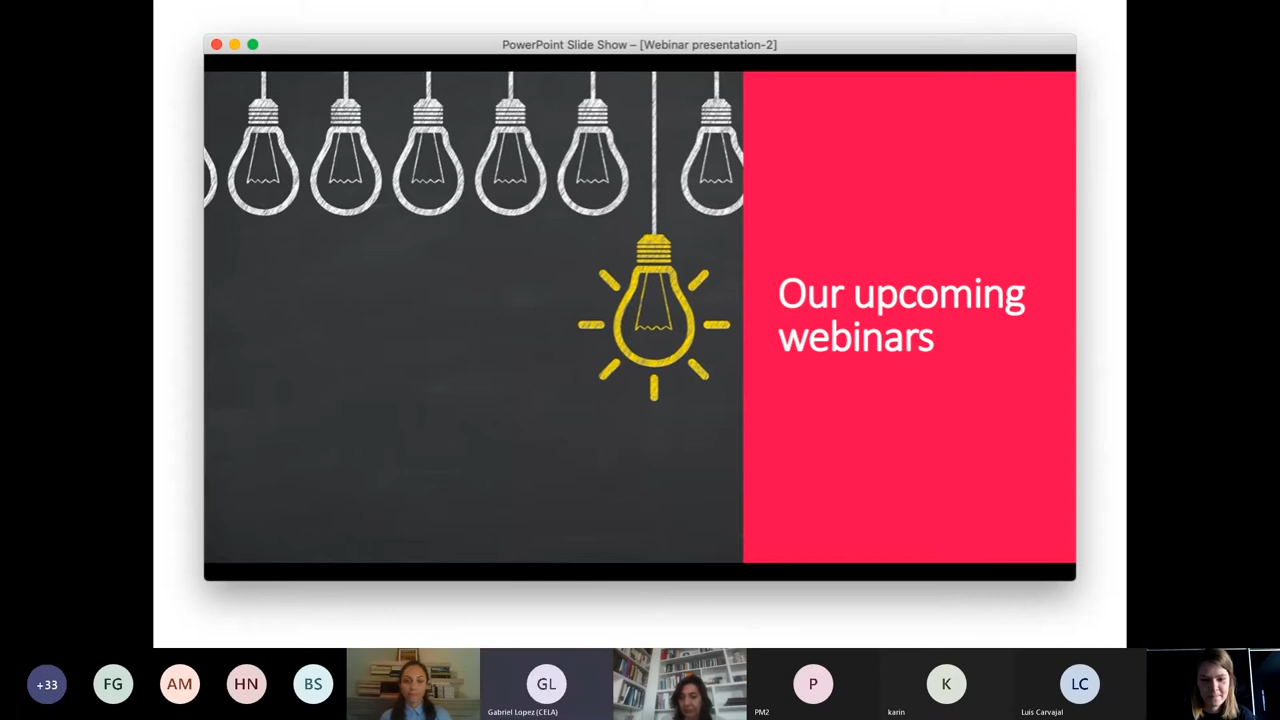 PowerPoint Slide Show – [Webinar presentation-2]
Our upcoming
webinars
+33
FG
AM
HN
BS
GL
P
K
LC
Gabriel Lopez (CELA)
PM2
karin
Luis Carvajal